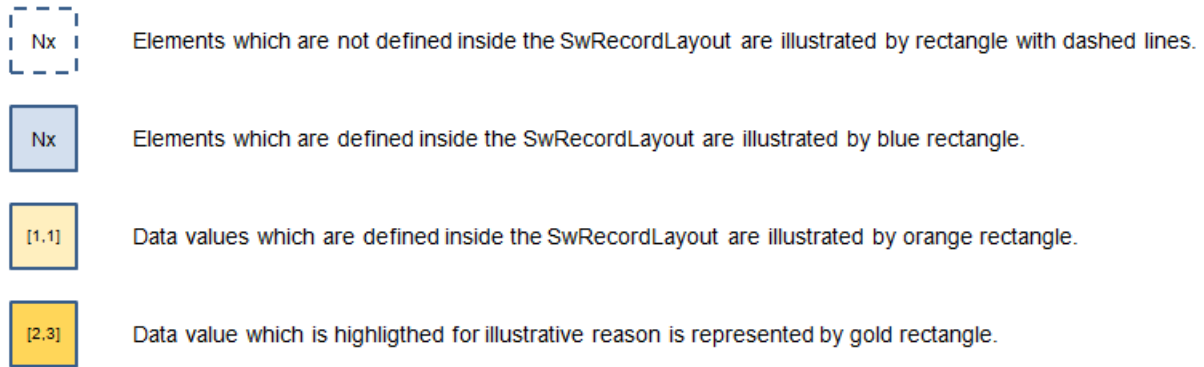 Nx Elements which are not defined inside the SwRecordLayout are illustrated by rectangle with dashed lines.
Nx Elements which are defined inside the SwRecordLayout are illustrated by blue rectangle.
[1,1] Data values which are defined inside the SwRecordLayout are illustrated by orange rectangle.
[2,3] Data value which is highligthed for illustrative reason is represented by gold rectangle.